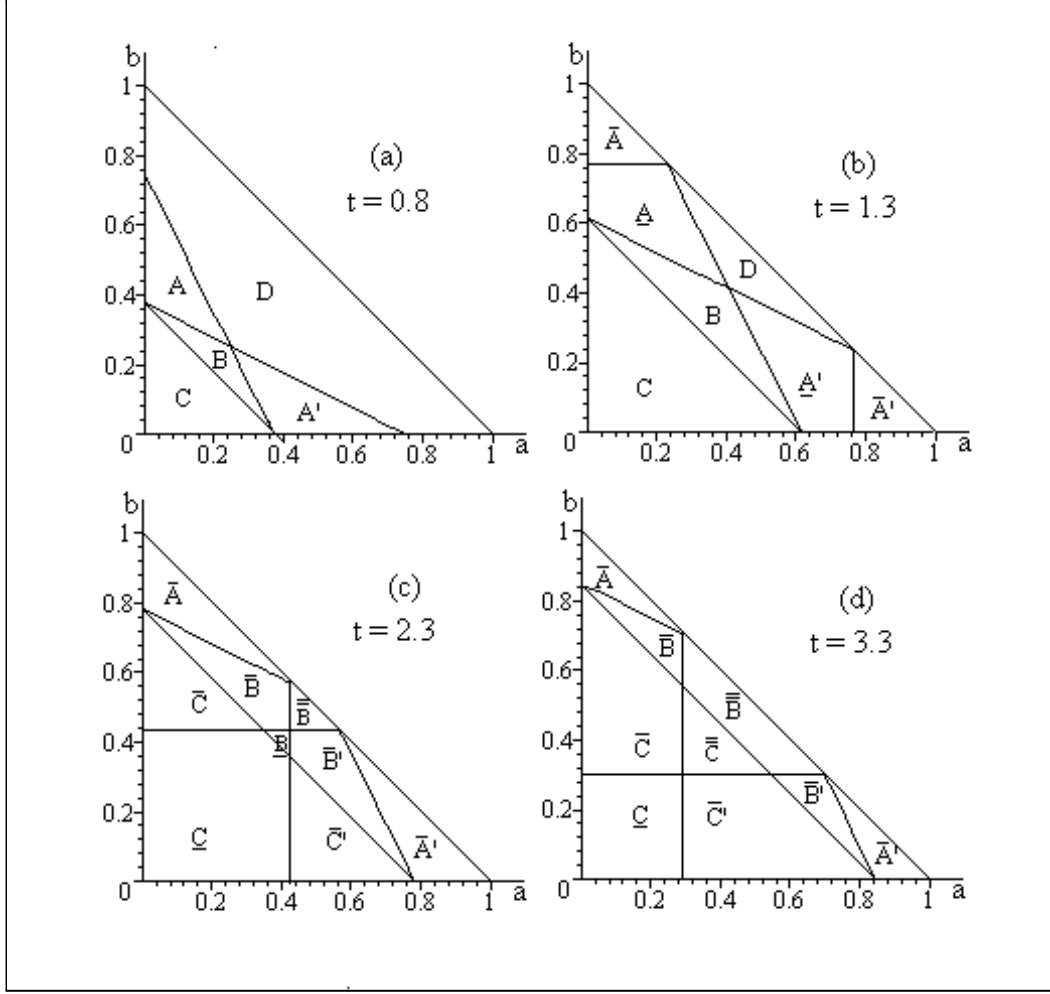 b
1
Ā
0.8
(a)
t = 0.8
0.6
0.4
A
D
B
0.2
C
A'
0
0.2
0.4
0.6
0.8
1
a
b
1
Ā
0.8
(b)
t = 1.3
A̲
0.6
D
0.4
B
0.2
C
A̲'
Ā'
0
0.2
0.4
0.6
0.8
1
a
b
1
Ā
0.8
(c)
t = 2.3
0.6
B̄
C̄
B̿
0.4
B̲
B̄'
0.2
C̲
C̄'
Ā'
0
0.2
0.4
0.6
0.8
1
a
b
1
Ā
0.8
(d)
t = 3.3
B̄
0.6
B̿
0.4
C̄
C̿
B̄'
0.2
C̲
C̄'
Ā'
0
0.2
0.4
0.6
0.8
1
a